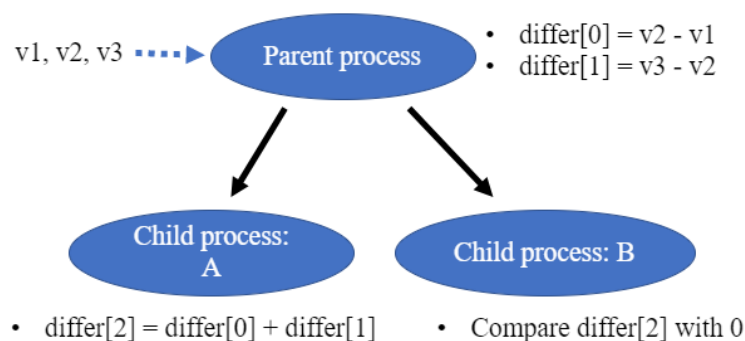 v1, v2, v3
Parent process
• differ[0] = v2 - v1
• differ[1] = v3 - v2
Child process:
A
Child process: B
• differ[2] = differ[0] + differ[1]
• Compare differ[2] with 0